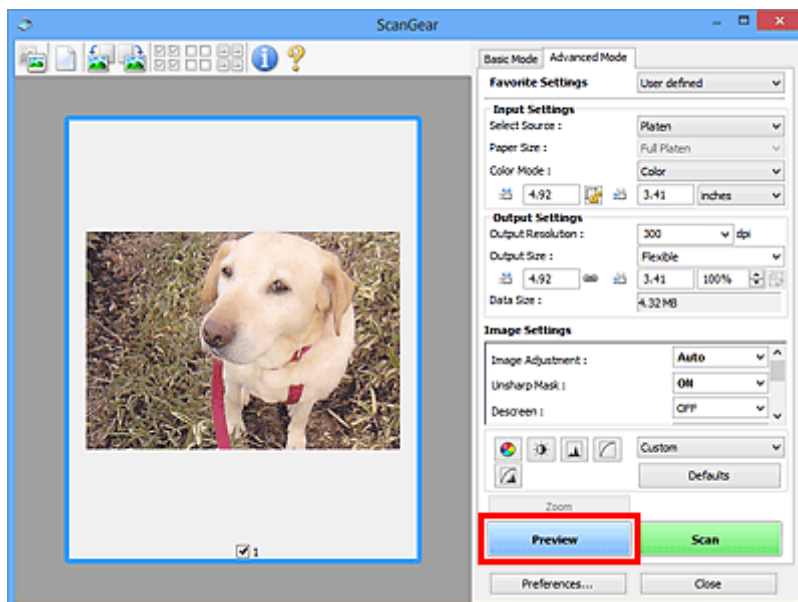 ScanGear
Basic Mode Advanced Mode
Favorite Settings User defined
Input Settings
Select Source : Platen
Paper Size : Full Platen
Color Mode : Color
4.92 3.41 inches
Output Settings
Output Resolution : 300 dpi
Output Size : Flexible
4.92 3.41 100%
Data Size : 4.32 MB
Image Settings
Image Adjustment : Auto
Unsharp Mask : ON
Descreen : OFF
Custom
Defaults
Zoom
Preview Scan
1
Preferences... Close